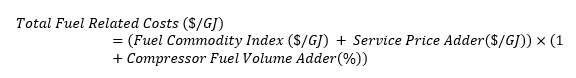 Total Fuel Related Costs ($/GJ)
= (Fuel Commodity Index ($/GJ) + Service Price Adder($/GJ)) × (1
+ Compressor Fuel Volume Adder(%))